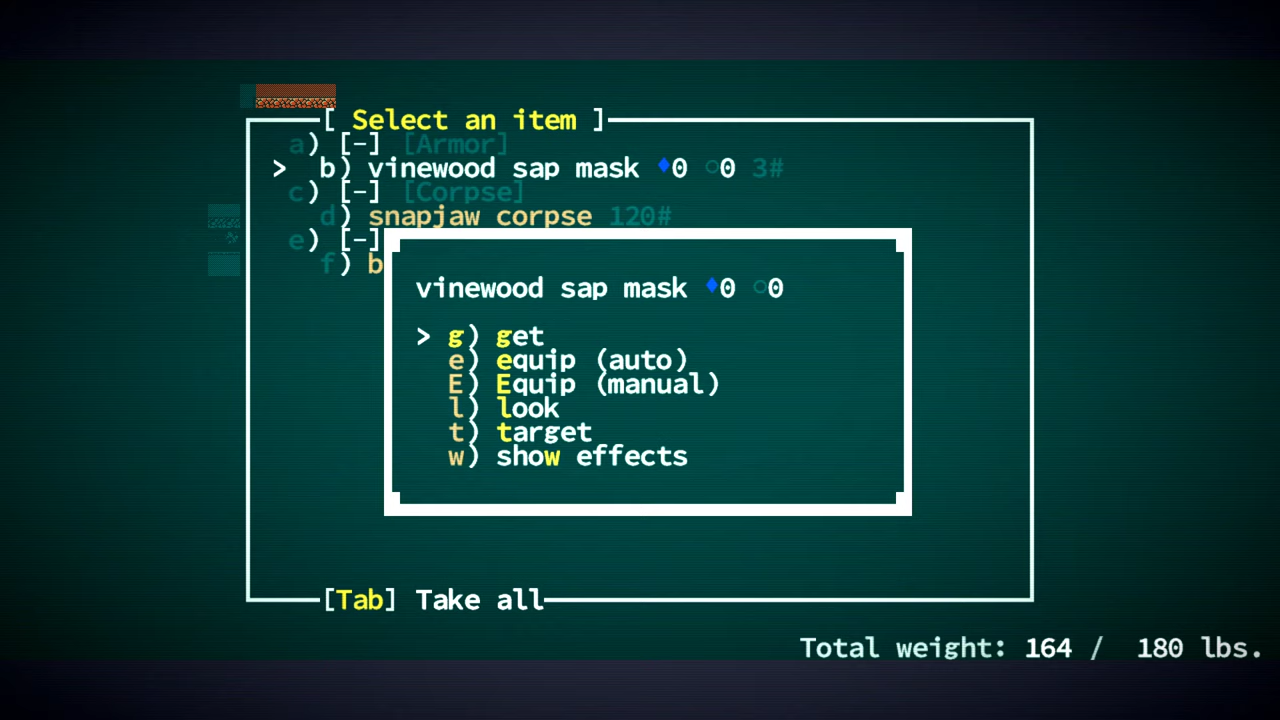 [ Select an item ]
a) [-] [Armor]
> b) vinewood sap mask ♦0 ○0 3#
c) [-] [Corpse]
d) snapjaw corpse 120#
e) [-]
f) b
vinewood sap mask ♦0 ○0
> g) get
e) equip (auto)
E) Equip (manual)
l) look
t) target
w) show effects
[Tab] Take all
Total weight: 164 / 180 lbs.